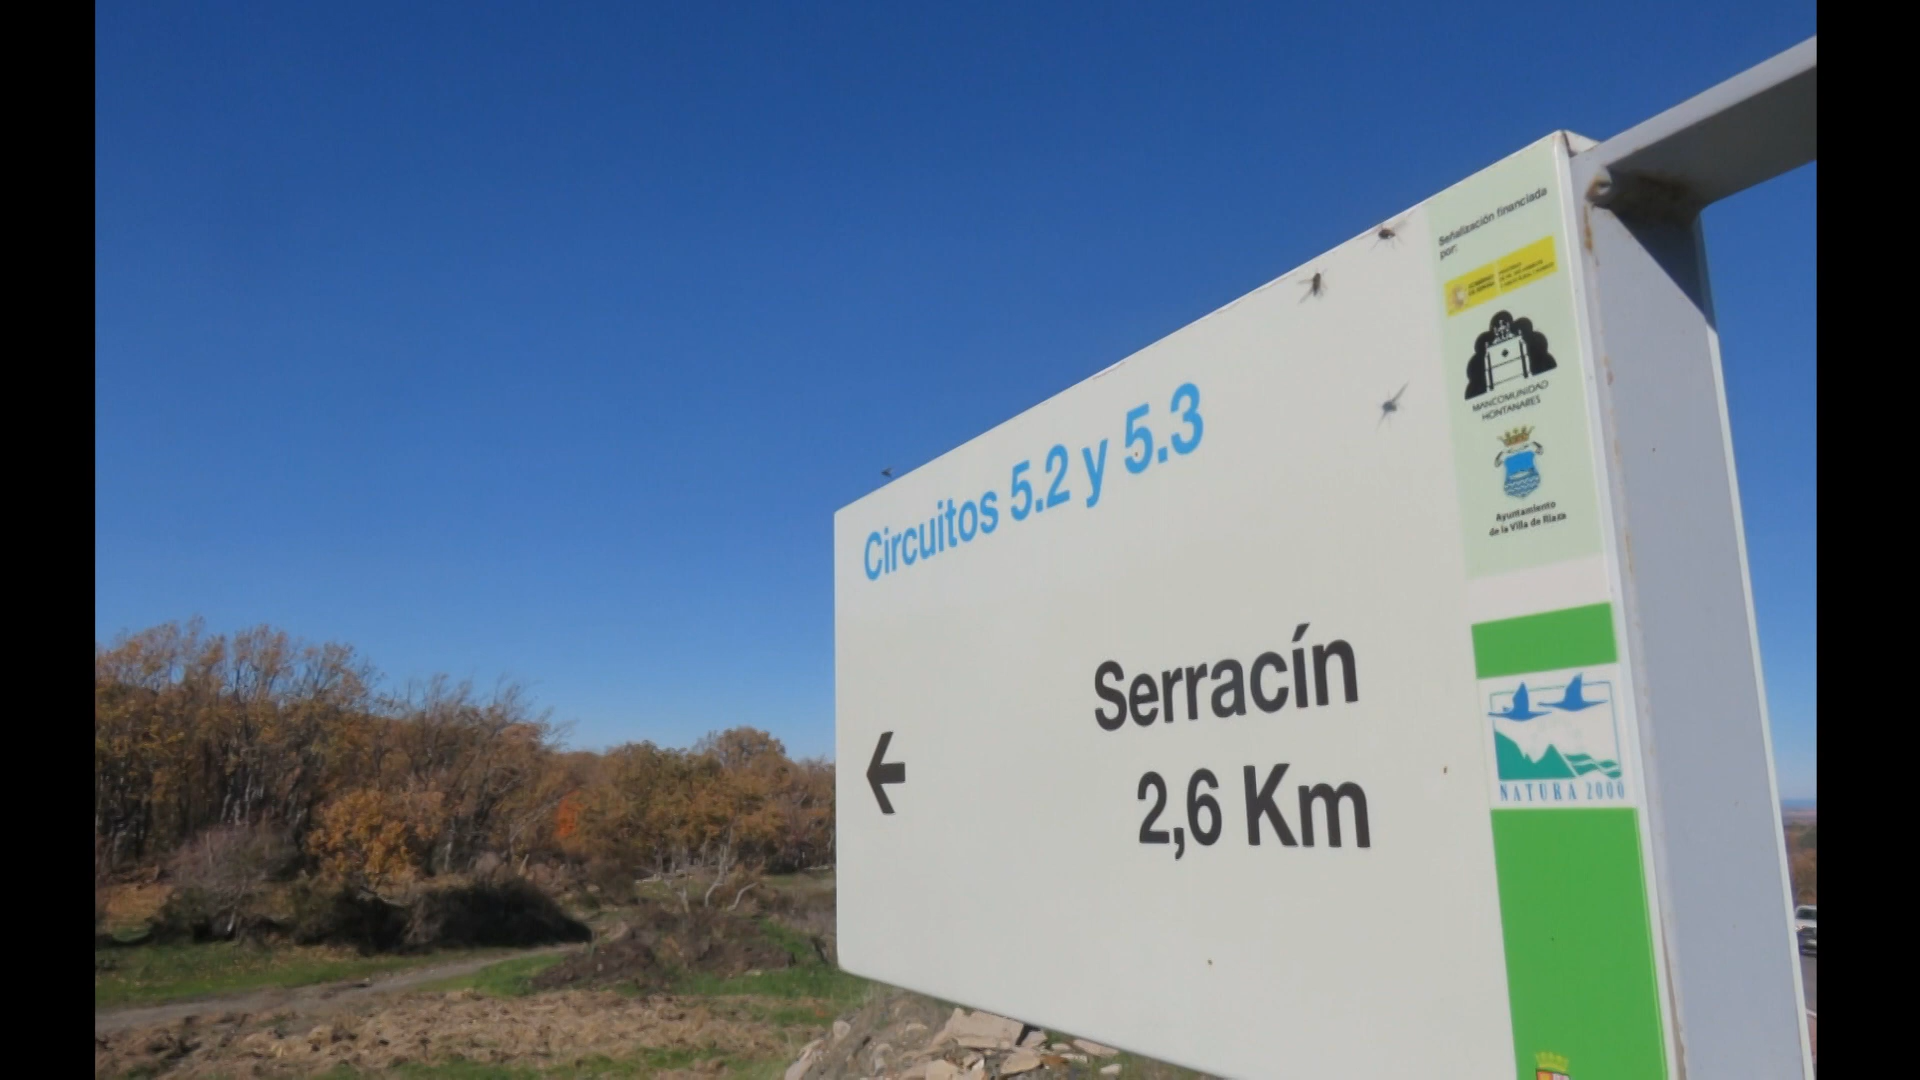 Circuitos 5.2 y 5.3
Serracín
2,6 Km
Señalización financiada
por:
MANCOMUNIDAD
HONTANARES
Ayuntamiento
de la Villa de Riaza
NATURA 2000